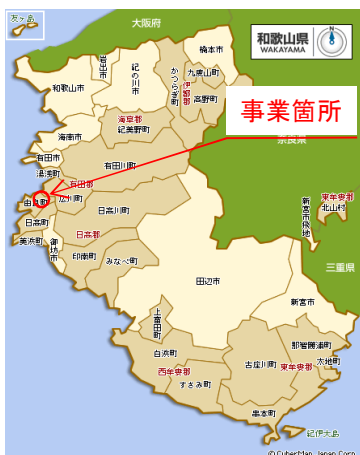 友ヶ島
大阪府
和歌山県
WAKAYAMA
橋本市
岩出市
紀の川市
かつらぎ町
九度山町
伊都郡
高野町
和歌山市
海草郡
紀美野町
事業箇所
海南市
奈良県
有田市
有田川町
湯浅町
有田郡
広川町
由良町
東牟婁郡
北山村
日高川町
新宮市飛地
日高町
美浜町
御坊市
日高郡
印南町
みなべ町
三重県
田辺市
新宮市
上富田町
那智勝浦町
白浜町
古座川町
太地町
西牟婁郡
東牟婁郡
すさみ町
串本町
紀伊大島
© CyberMap Japan Corp.